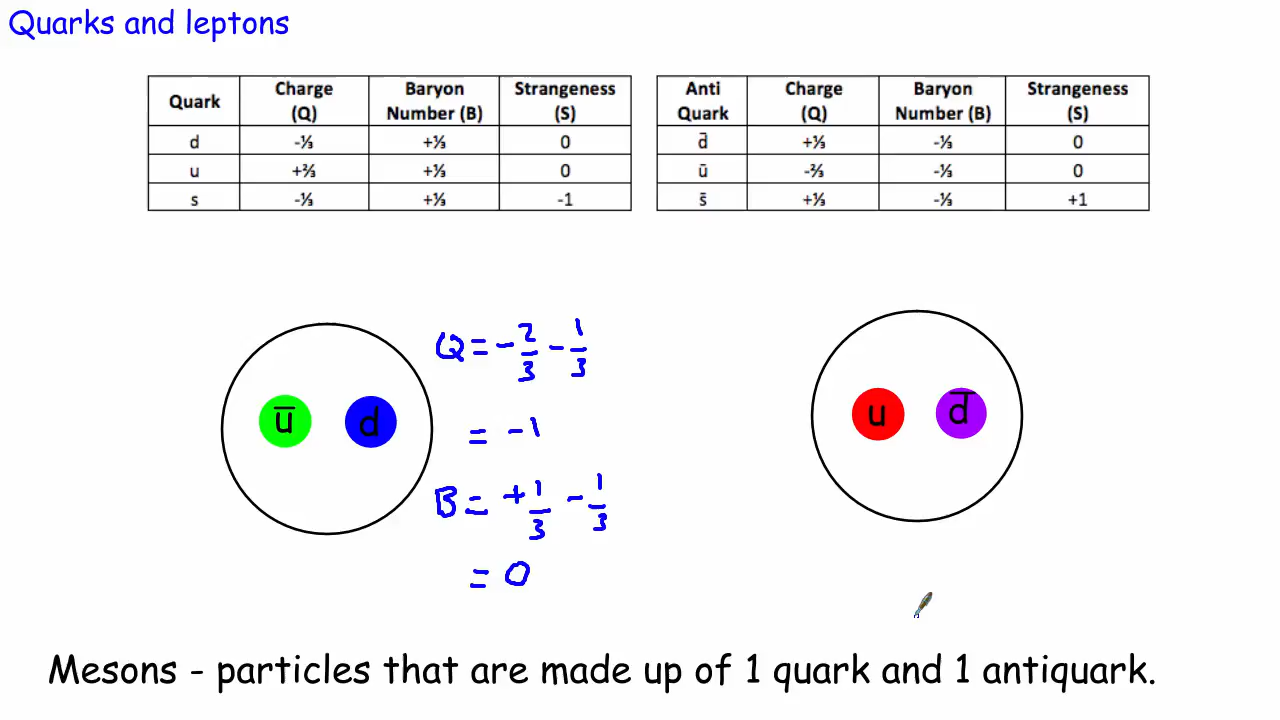 Quarks and leptons
Quark Charge (Q) Baryon Number (B) Strangeness (S)
d -⅓ +⅓ 0
u +⅔ +⅓ 0
s -⅓ +⅓ -1
Anti Quark Charge (Q) Baryon Number (B) Strangeness (S)
d̄ +⅓ -⅓ 0
ū -⅔ -⅓ 0
s̄ +⅓ -⅓ +1
ū d
Q = -2/3 - 1/3
= -1
B = +1/3 - 1/3
= 0
u d̄
Mesons - particles that are made up of 1 quark and 1 antiquark.